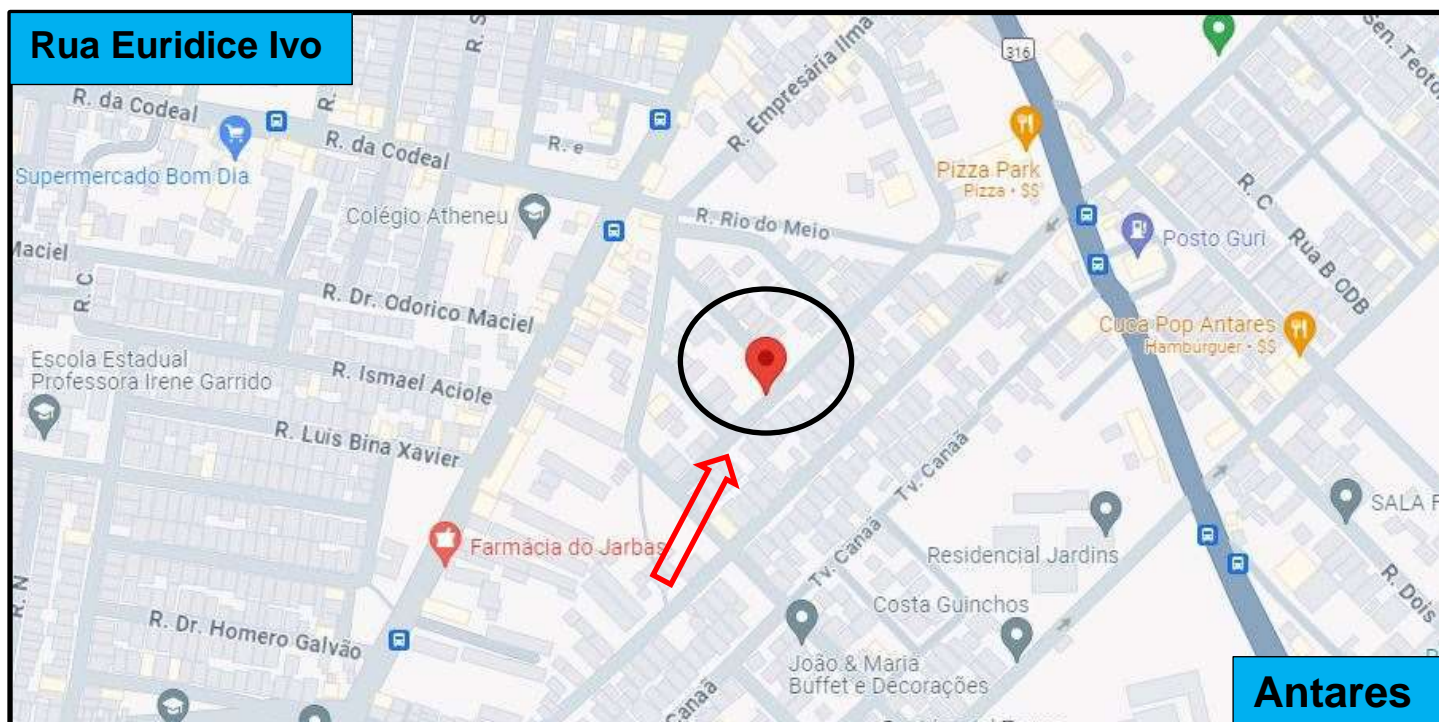 Rua Euridice Ivo
R. S
316
Sen. Teoto
R. da Codeal
R.
R. da Codeal
R. e
R. Empresária Ilma
Pizza Park
Pizza • $$
Supermercado Bom Dia
Colégio Atheneu
R. Rio do Meio
R. C
Posto Guri
Rua B ODB
Maciel
R. C
R. Dr. Odorico Maciel
Cuca Pop Antares
Hambúrguer • $$
Escola Estadual
Professora Irene Garrido
R. Ismael Aciole
R. Luis Bina Xavier
Tv. Canaã
SALA F
Farmácia do Jarbas
Tv. Canaã
Residencial Jardins
R. N
R. Dois
Costa Guinchos
R. Dr. Homero Galvão
João & Maria
Buffet e Decorações
Canaã
Antares